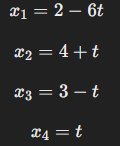 x₁ = 2 − 6t
x₂ = 4 + t
x₃ = 3 − t
x₄ = t